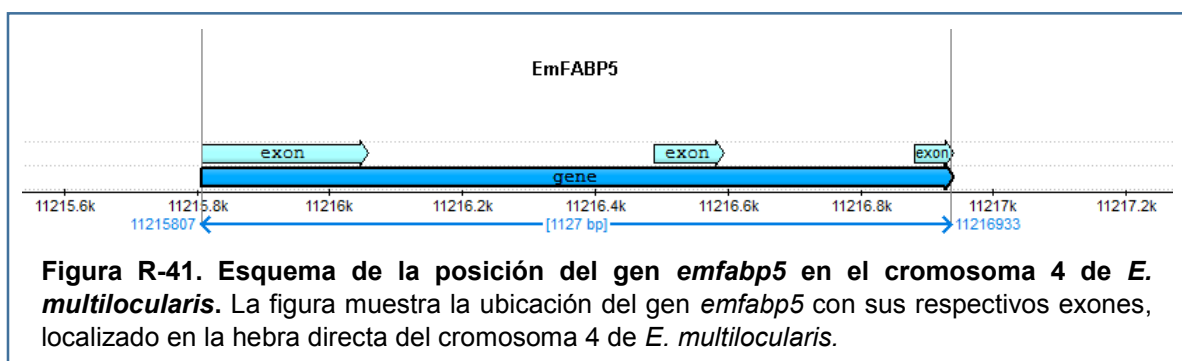 EmFABP5
exon exon exon
gene
11215.6k 11215.8k 11216k 11216.2k 11216.4k 11216.6k 11216.8k 11217k 11217.2k
11215807 [1127 bp] 11216933
Figura R-41. Esquema de la posición del gen emfabp5 en el cromosoma 4 de E.
multilocularis. La figura muestra la ubicación del gen emfabp5 con sus respectivos exones,
localizado en la hebra directa del cromosoma 4 de E. multilocularis.